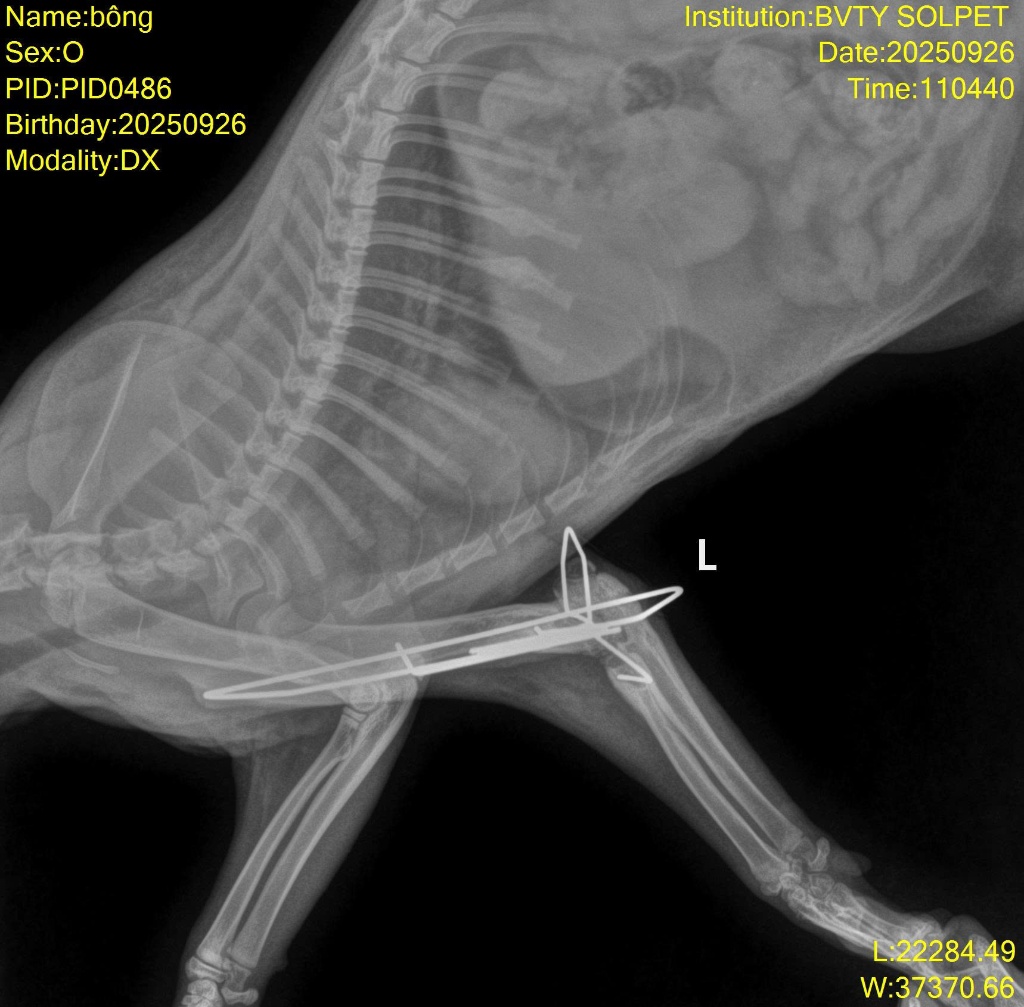 Name:bông
Sex:O
PID:PID0486
Birthday:20250926
Modality:DX
Institution:BVTY SOLPET
Date:20250926
Time:110440
L
L:22284.49
W:37370.66